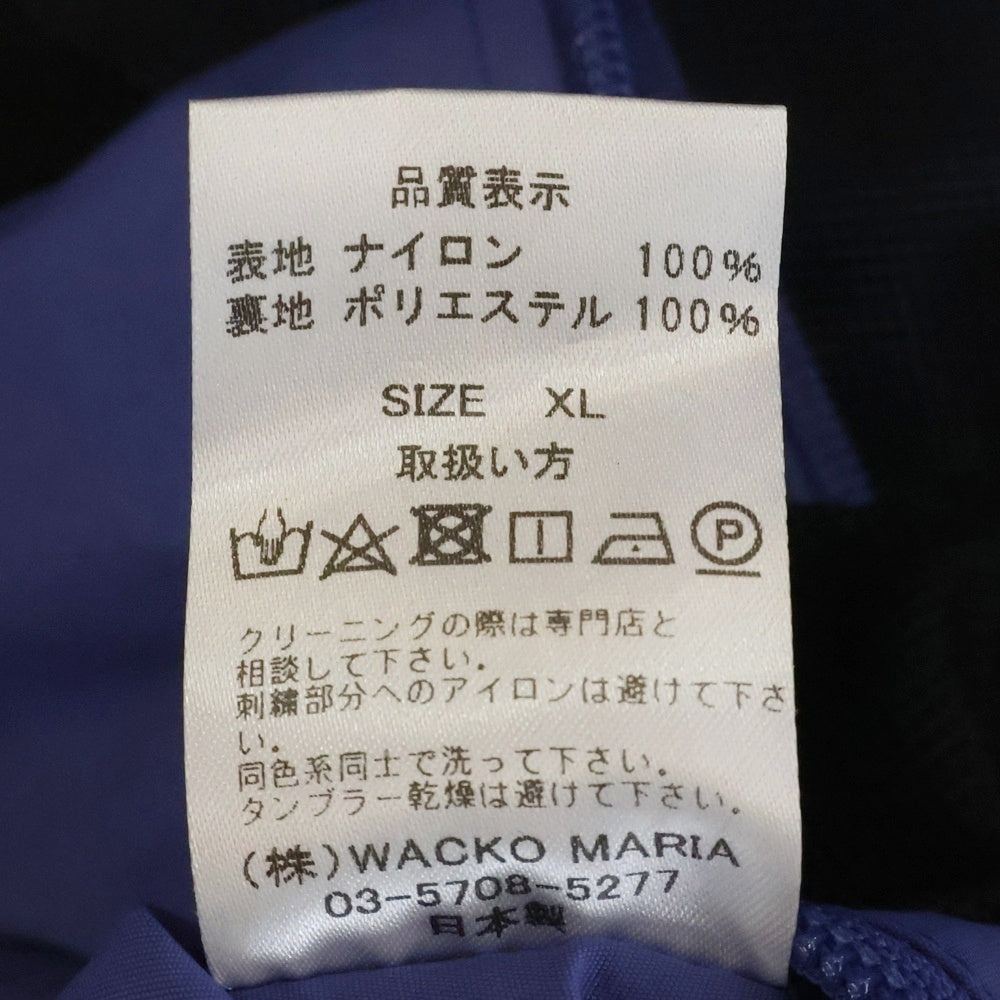 品質表示
表地 ナイロン 100%
裏地 ポリエステル 100%
SIZE XL
取扱い方
P
クリーニングの際は専門店と
相談して下さい。
刺繍部分へのアイロンは避けて下さ
い。
同色系同士で洗って下さい。
タンブラー乾燥は避けて下さい。
(株)WACKO MARIA
03-5708-5277
日本製